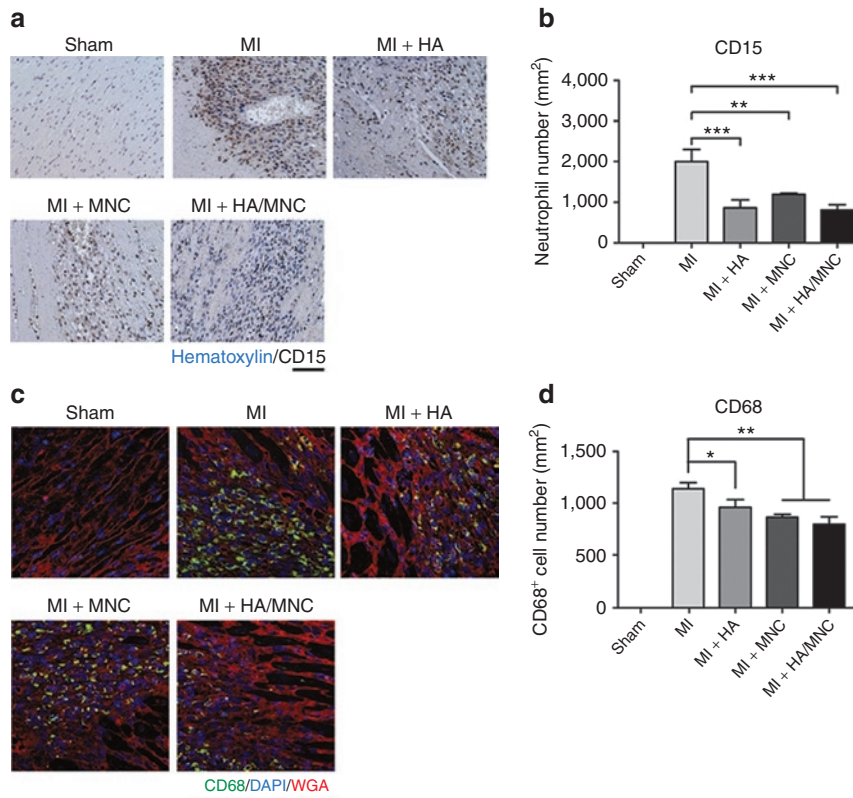 a
Sham
MI
MI + HA
MI + MNC
MI + HA/MNC
Hematoxylin/CD15
b
CD15
Neutrophil number (mm²)
4,000
3,000
2,000
1,000
0
***
**
***
Sham
MI
MI + HA
MI + MNC
MI + HA/MNC
c
Sham
MI
MI + HA
MI + MNC
MI + HA/MNC
CD68/DAPI/WGA
d
CD68
CD68⁺ cell number (mm²)
1,500
1,000
500
0
**
*
Sham
MI
MI + HA
MI + MNC
MI + HA/MNC